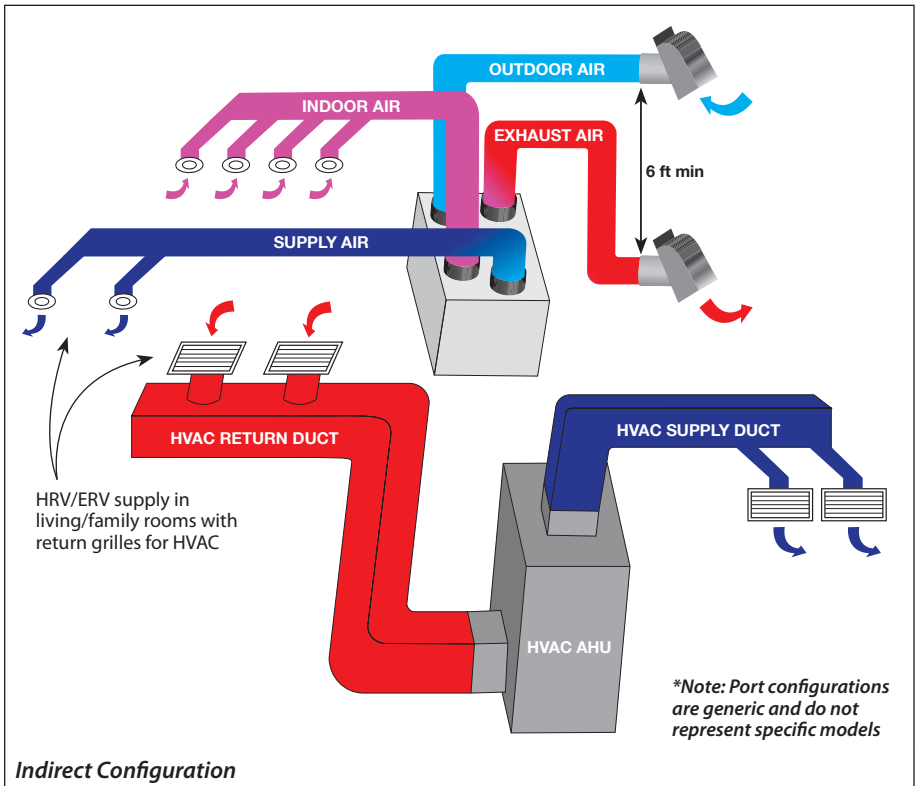 OUTDOOR AIR
INDOOR AIR
EXHAUST AIR
6 ft min
SUPPLY AIR
HVAC RETURN DUCT
HVAC SUPPLY DUCT
HRV/ERV supply in
living/family rooms with
return grilles for HVAC
HVAC AHU
*Note: Port configurations
are generic and do not
represent specific models
Indirect Configuration